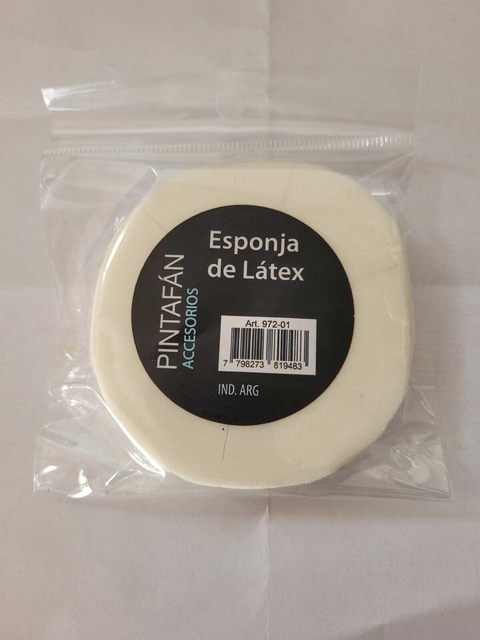 Esponja
de Látex
PINTAFÁN
ACCESORIOS
Art. 972-01
7 798273 819483
IND. ARG